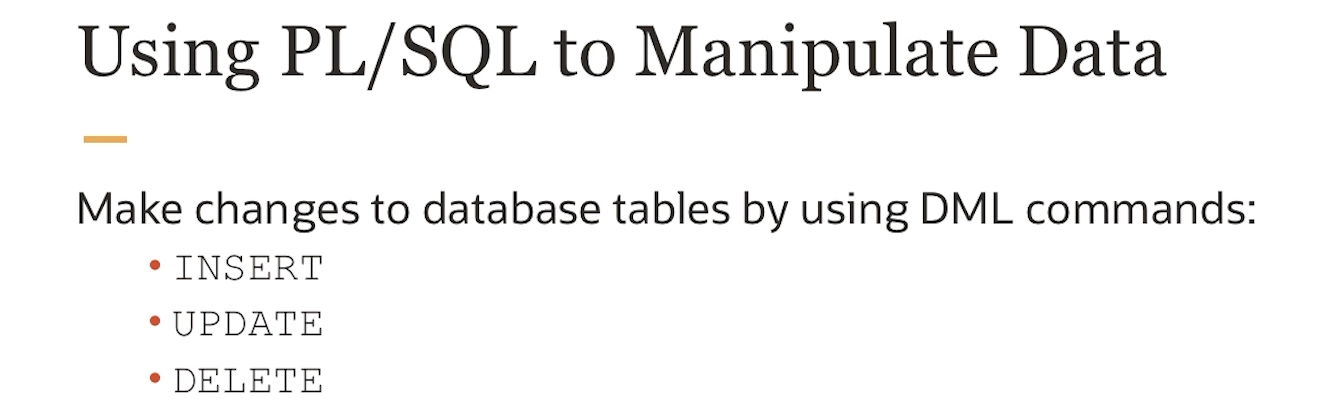 Using PL/SQL to Manipulate Data
Make changes to database tables by using DML commands:
• INSERT
• UPDATE
• DELETE